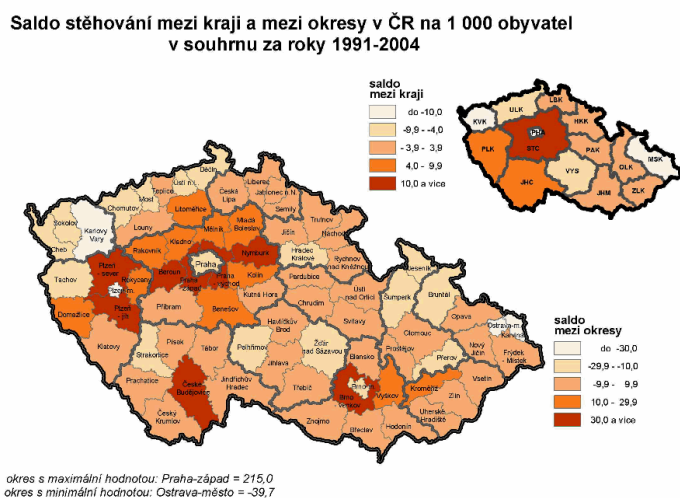 Saldo stěhování mezi kraji a mezi okresy v ČR na 1 000 obyvatel
v souhrnu za roky 1991-2004
saldo
mezi kraji
do -10,0
-9,9 - -4,0
-3,9 - 3,9
4,0 - 9,9
10,0 a vice
KVK
ULK
LBK
HKK
PHA
STC
PLK
PAK
OLK
MSK
VYS
JHC
JHM
ZLK
Děčín
Ústí n.
Teplice
Most
Chomutov
Sokolov
Karlovy
Vary
Cheb
Louny
Litoměřice
Česká
Lípa
Liberec
Jablonec n.N.
Semily
Trutnov
Jičín
Náchod
Mladá
Boleslav
Mělník
Kladno
Rakovník
Praha
Nymburk
Hradec
Králové
Rychnov
nad Kněžnou
Tachov
Plzeň
- sever
Rokycany
Plzeň-m.
Plzeň
- jih
Beroun
Praha
- západ
Praha
východ
Kolín
Pardubice
Kutná Hora
Chrudim
Ústí
nad Orlicí
Šumperk
Jeseník
Bruntál
Opava
Ostrava-m.
Karviná
Domažlice
Příbram
Benešov
Havlíčkův
Brod
Svitavy
Olomouc
Nový
Jičín
Frýdek
- Místek
Klatovy
Strakonice
Písek
Tábor
Pelhřimov
Jihlava
Žďár
nad Sázavou
Blansko
Prostějov
Přerov
Vsetín
Prachatice
České
Budějovice
Jindřichův
Hradec
Třebíč
Brno-m.
Brno
venkov
Vyškov
Kroměříž
Zlín
Český
Krumlov
Znojmo
Břeclav
Hodonín
Uherské
Hradiště
saldo
mezi okresy
do -30,0
-29,9 - -10,0
-9,9 - 9,9
10,0 - 29,9
30,0 a vice
okres s maximální hodnotou: Praha-západ = 215,0
okres s minimální hodnotou: Ostrava-město = -39,7